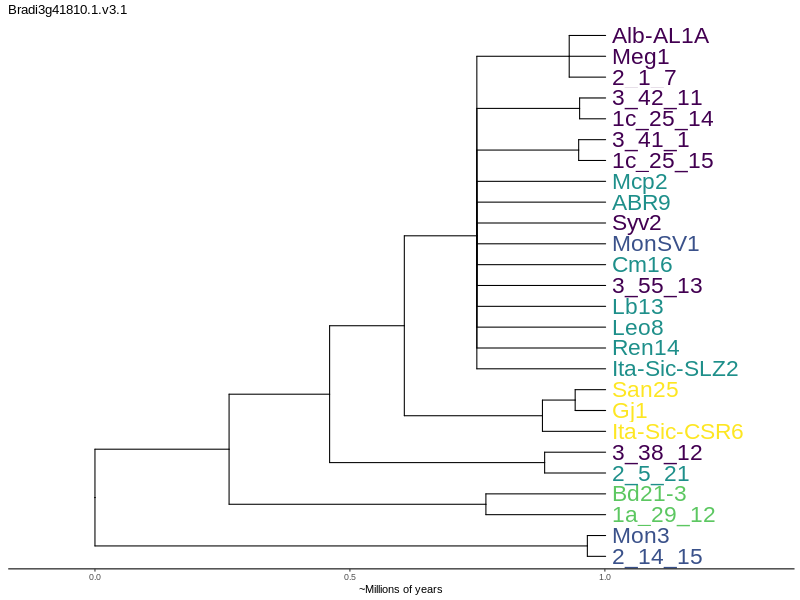 Bradi3g41810.1.v3.1
Alb-AL1A
Meg1
2_1_7
3_42_11
1c_25_14
3_41_1
1c_25_15
Mcp2
ABR9
Syv2
MonSV1
Cm16
3_55_13
Lb13
Leo8
Ren14
Ita-Sic-SLZ2
San25
Gj1
Ita-Sic-CSR6
3_38_12
2_5_21
Bd21-3
1a_29_12
Mon3
2_14_15
0.0 0.5 1.0
~Millions of years